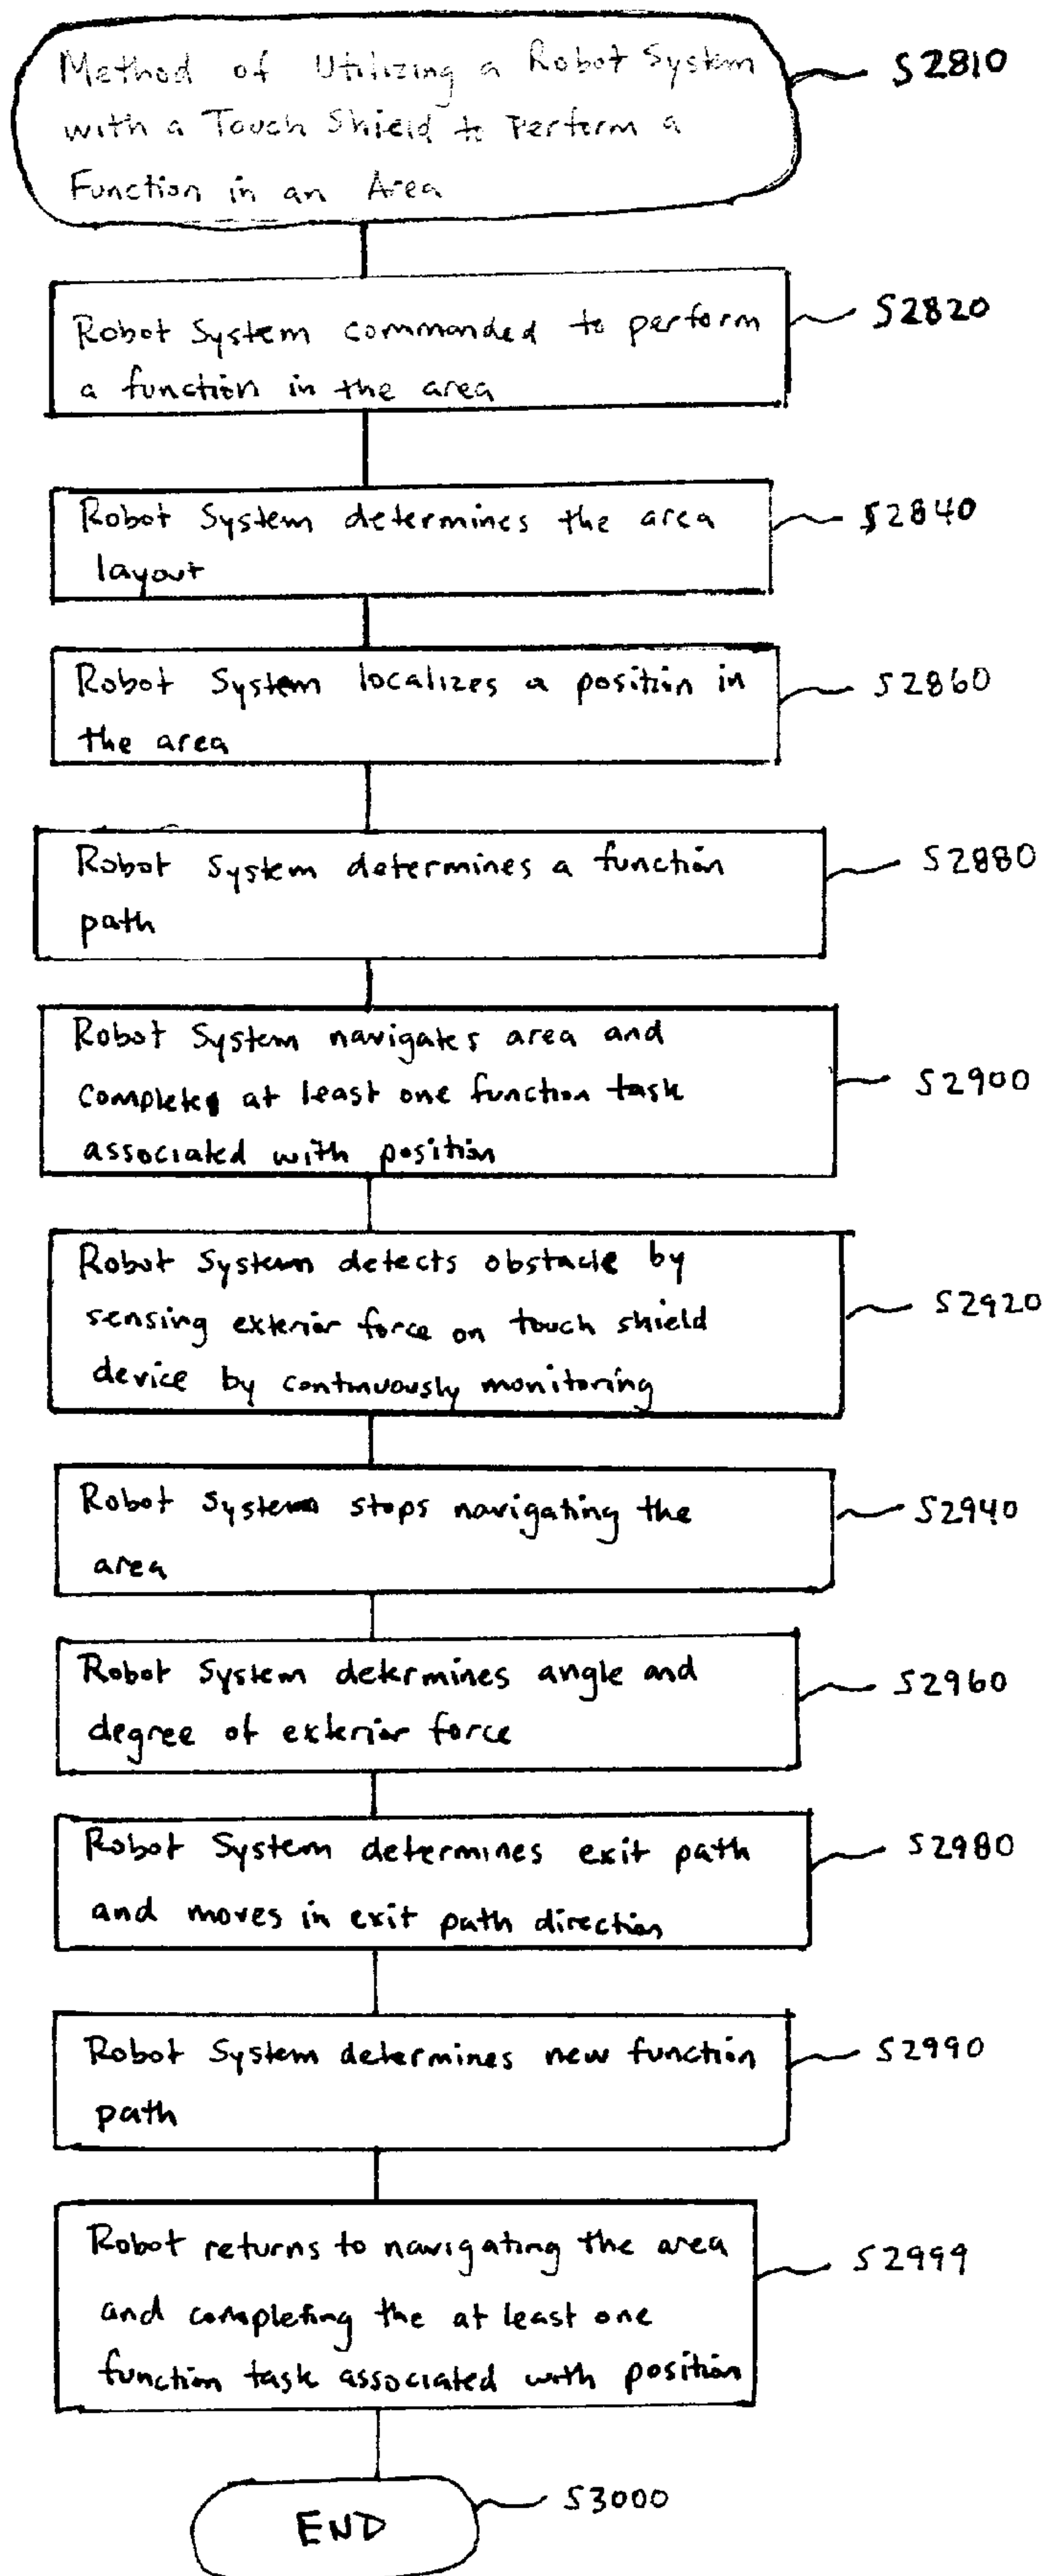 Method of Utilizing a Robot System
S2810
with a Touch Shield to Perform a
Function in an Area
Robot System commanded to perform
S2820
a function in the area
Robot System determines the area
S2840
layout
Robot System localizes a position in
S2860
the area
Robot System determines a function
S2880
path
Robot System navigates area and
completes at least one function task
S2900
associated with position
Robot System detects obstacle by
sensing exterior force on touch shield
S2920
device by continuously monitoring
Robot System stops navigating the
S2940
area
Robot System determines angle and
S2960
degree of exterior force
Robot System determines exit path
S2980
and moves in exit path direction
Robot System determines new function
S2990
path
Robot returns to navigating the area
S2999
and completing the at least one
function task associated with position
S3000
END